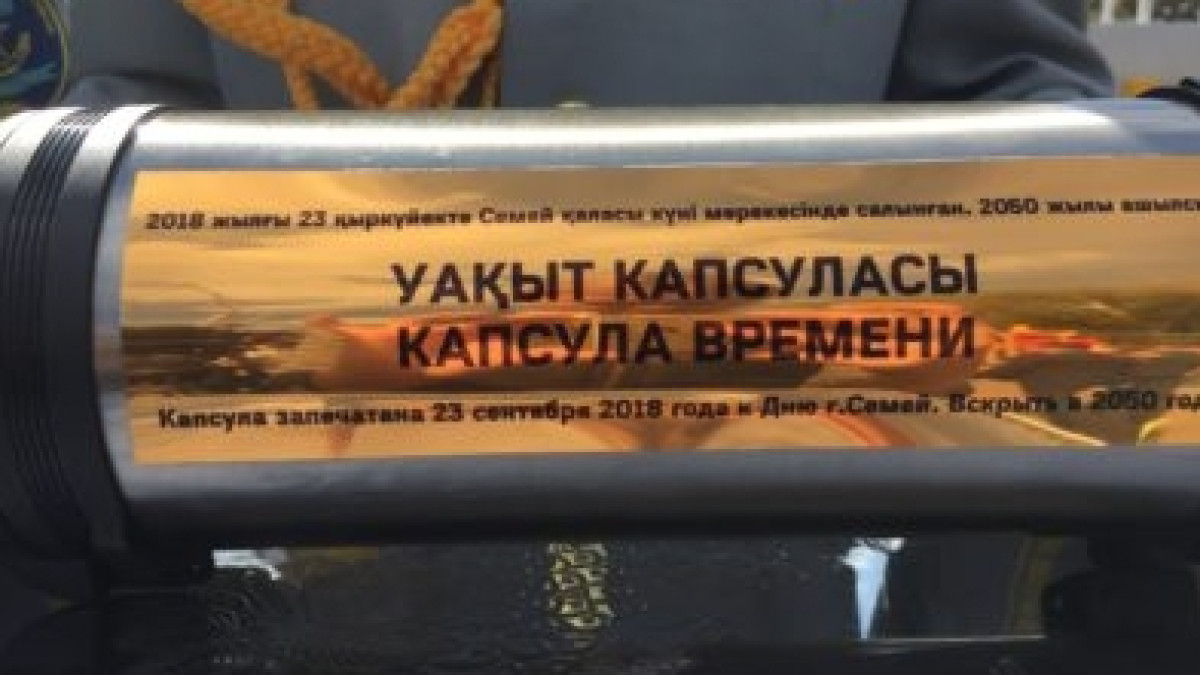 2018 жылғы 23 қыркүйекте Семей қаласы күні мерекесінде салынған. 2050 жылы
УАҚЫТ КАПСУЛАСЫ
КАПСУЛА ВРЕМЕНИ
Капсула запечатана 23 сентября 2018 года к Дню г.Семей. Вскрыть в 2050